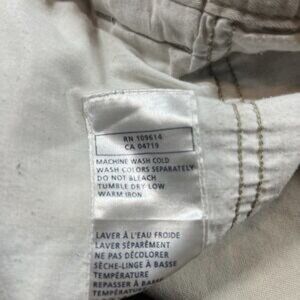 RN 109614
CA 04719
MACHINE WASH COLD
WASH COLORS SEPARATELY
DO NOT BLEACH
TUMBLE DRY LOW
WARM IRON
LAVER À L'EAU FROIDE
LAVER SÉPARÉMENT
NE PAS DÉCOLORER
SÈCHE-LINGE À BASSE
TEMPÉRATURE
REPASSER À BASSE
TEMPÉRATURE